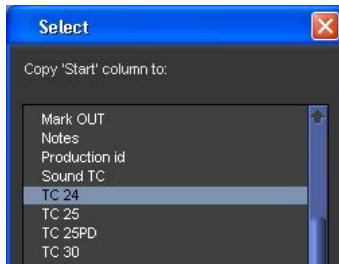 Select
Copy 'Start' column to:
Mark OUT
Notes
Production id
Sound TC
TC 24
TC 25
TC 25PD
TC 30